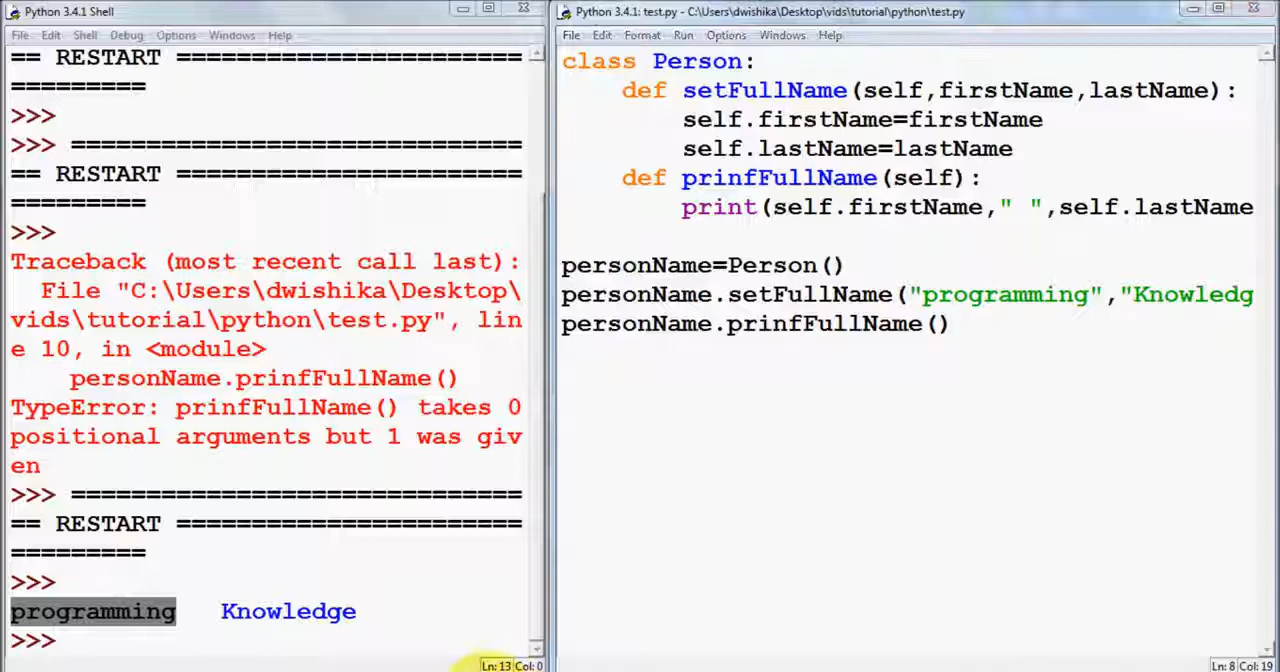 Python 3.4.1 Shell
File Edit Shell Debug Options Windows Help
== RESTART =======================
=========
>>>
>>> ==============================
== RESTART =======================
=========
>>>
Traceback (most recent call last):
  File "C:\Users\dwishika\Desktop\
vids\tutorial\python\test.py", lin
e 10, in <module>
    personName.prinfFullName()
TypeError: prinfFullName() takes 0
positional arguments but 1 was giv
en
>>> ==============================
== RESTART =======================
=========
>>>
programming   Knowledge
>>>
Ln: 13 Col: 0
Python 3.4.1: test.py - C:\Users\dwishika\Desktop\vids\tutorial\python\test.py
File Edit Format Run Options Windows Help
class Person:
    def setFullName(self,firstName,lastName):
        self.firstName=firstName
        self.lastName=lastName
    def prinfFullName(self):
        print(self.firstName," ",self.lastName
personName=Person()
personName.setFullName("programming","Knowledg
personName.prinfFullName()
Ln: 8 Col: 19